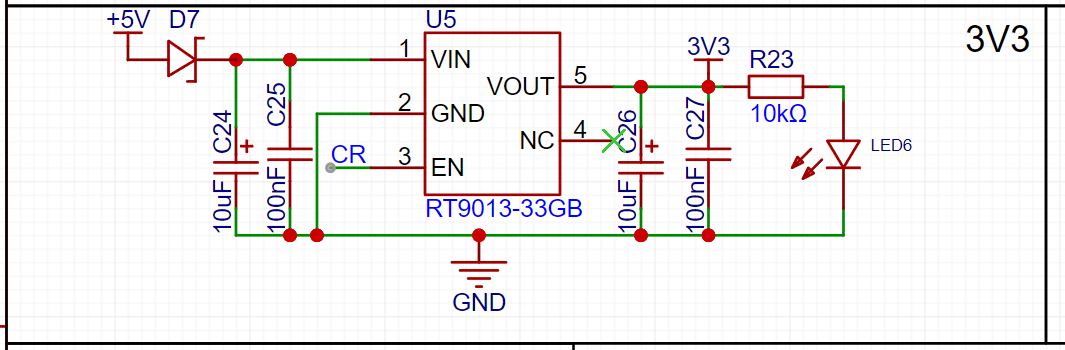 +5V D7 U5
3V3
1 VIN
3V3 R23
VOUT 5
10kΩ
2 GND
C24 C25 C26 C27
NC 4
CR 3 EN
LED6
10uF 100nF 10uF 100nF
RT9013-33GB
GND